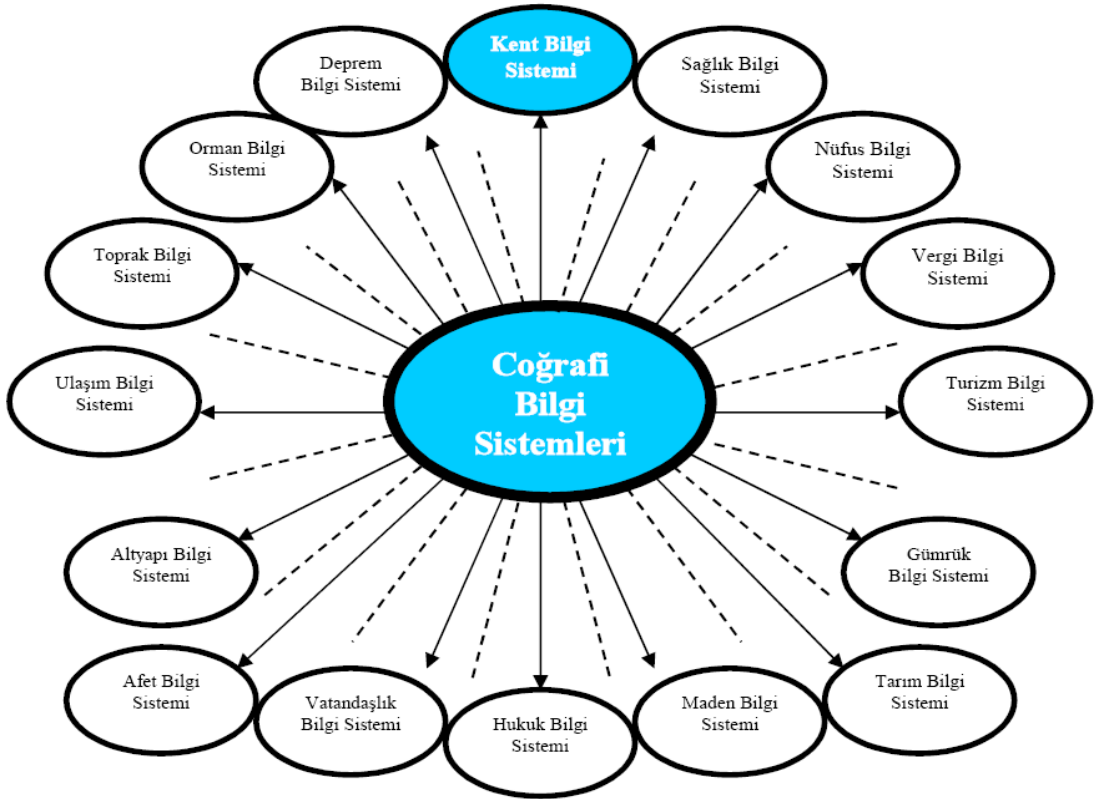 Kent Bilgi
Sistemi
Deprem
Bilgi Sistemi
Sağlık Bilgi
Sistemi
Orman Bilgi
Sistemi
Nüfus Bilgi
Sistemi
Toprak Bilgi
Sistemi
Vergi Bilgi
Sistemi
Coğrafi
Bilgi
Sistemleri
Ulaşım Bilgi
Sistemi
Turizm Bilgi
Sistemi
Altyapı Bilgi
Sistemi
Gümrük
Bilgi Sistemi
Afet Bilgi
Sistemi
Vatandaşlık
Bilgi Sistemi
Hukuk Bilgi
Sistemi
Maden Bilgi
Sistemi
Tarım Bilgi
Sistemi